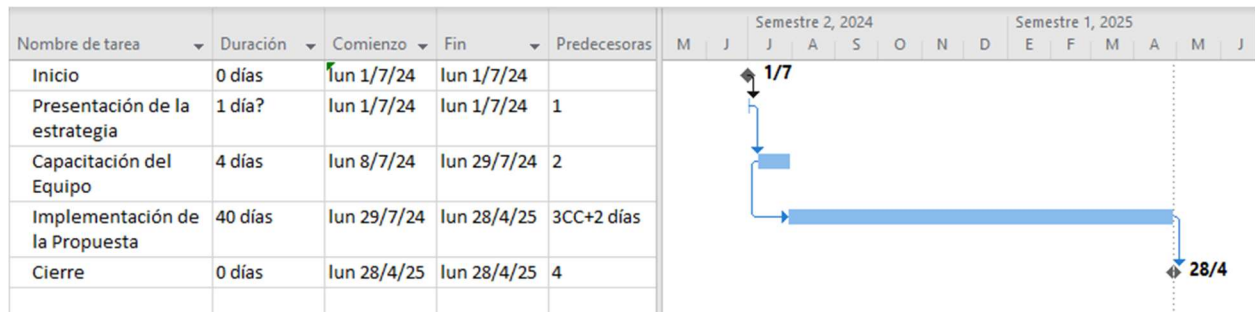 Semestre 2, 2024 Semestre 1, 2025
Nombre de tarea Duración Comienzo Fin Predecesoras M J J A S O N D E F M A M J
Inicio 0 días lun 1/7/24 lun 1/7/24 1/7
Presentación de la 1 día? lun 1/7/24 lun 1/7/24 1
estrategia
Capacitación del 4 días lun 8/7/24 lun 29/7/24 2
Equipo
Implementación de 40 días lun 29/7/24 lun 28/4/25 3CC+2 días
la Propuesta
Cierre 0 días lun 28/4/25 lun 28/4/25 4 28/4